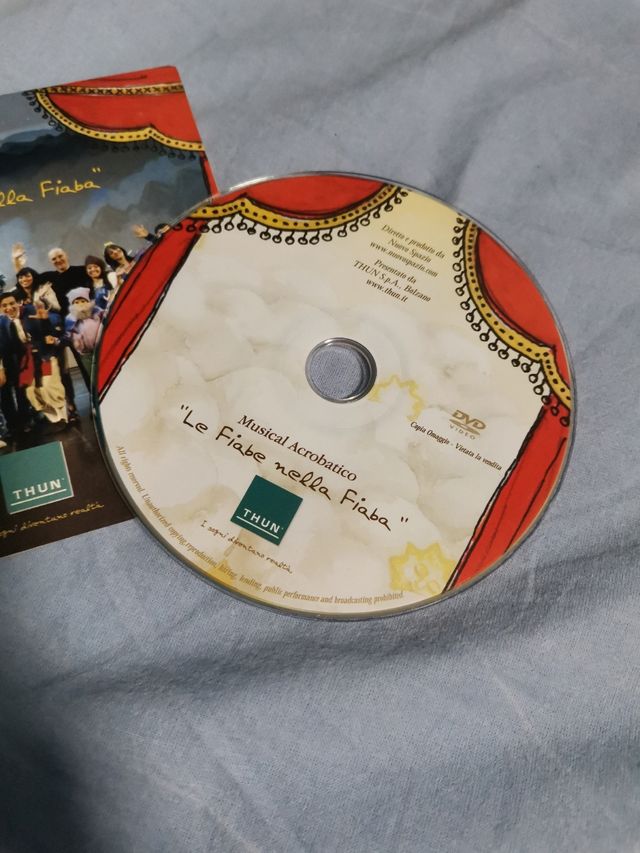 lla Fiaba"
THUN
I sogni diventano realtà
Diretto e prodotto da
Nuovo Spazio
www.nuovospazio.com
Presentato da
THUN S.p.A., Bolzano
www.thun.it
DVD
VIDEO
Copia Omaggio - Vietata la vendita
Musical Acrobatico
"Le Fiabe nella Fiaba"
THUN
I sogni diventano realtà
All rights reserved. Unauthorized copying, reproduction, hiring, lending, public performance and broadcasting prohibited